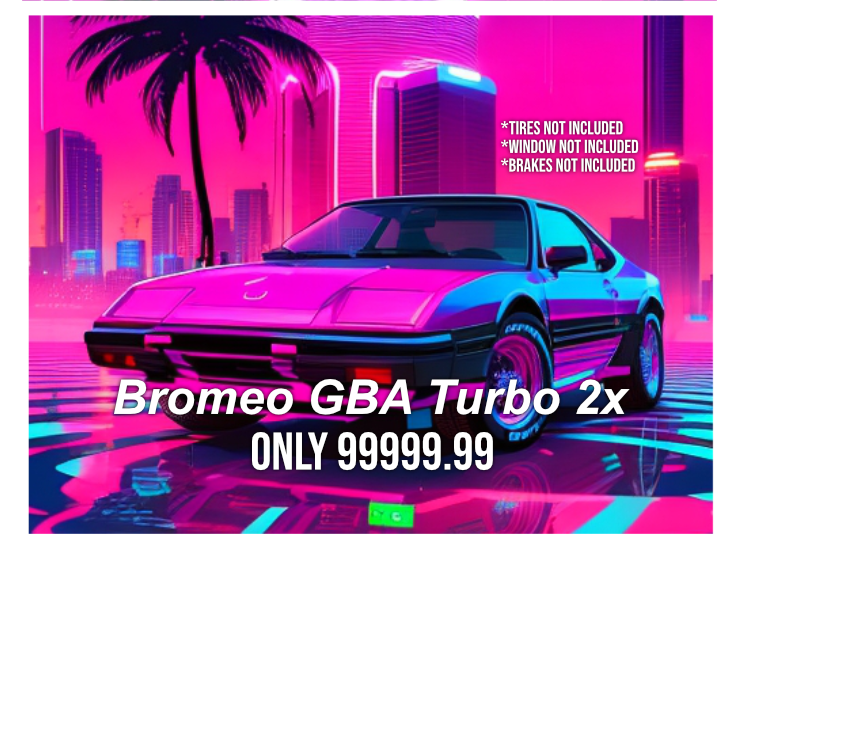 *TIRES NOT INCLUDED
*WINDOW NOT INCLUDED
*BRAKES NOT INCLUDED
Bromeo GBA Turbo 2x
ONLY 99999.99